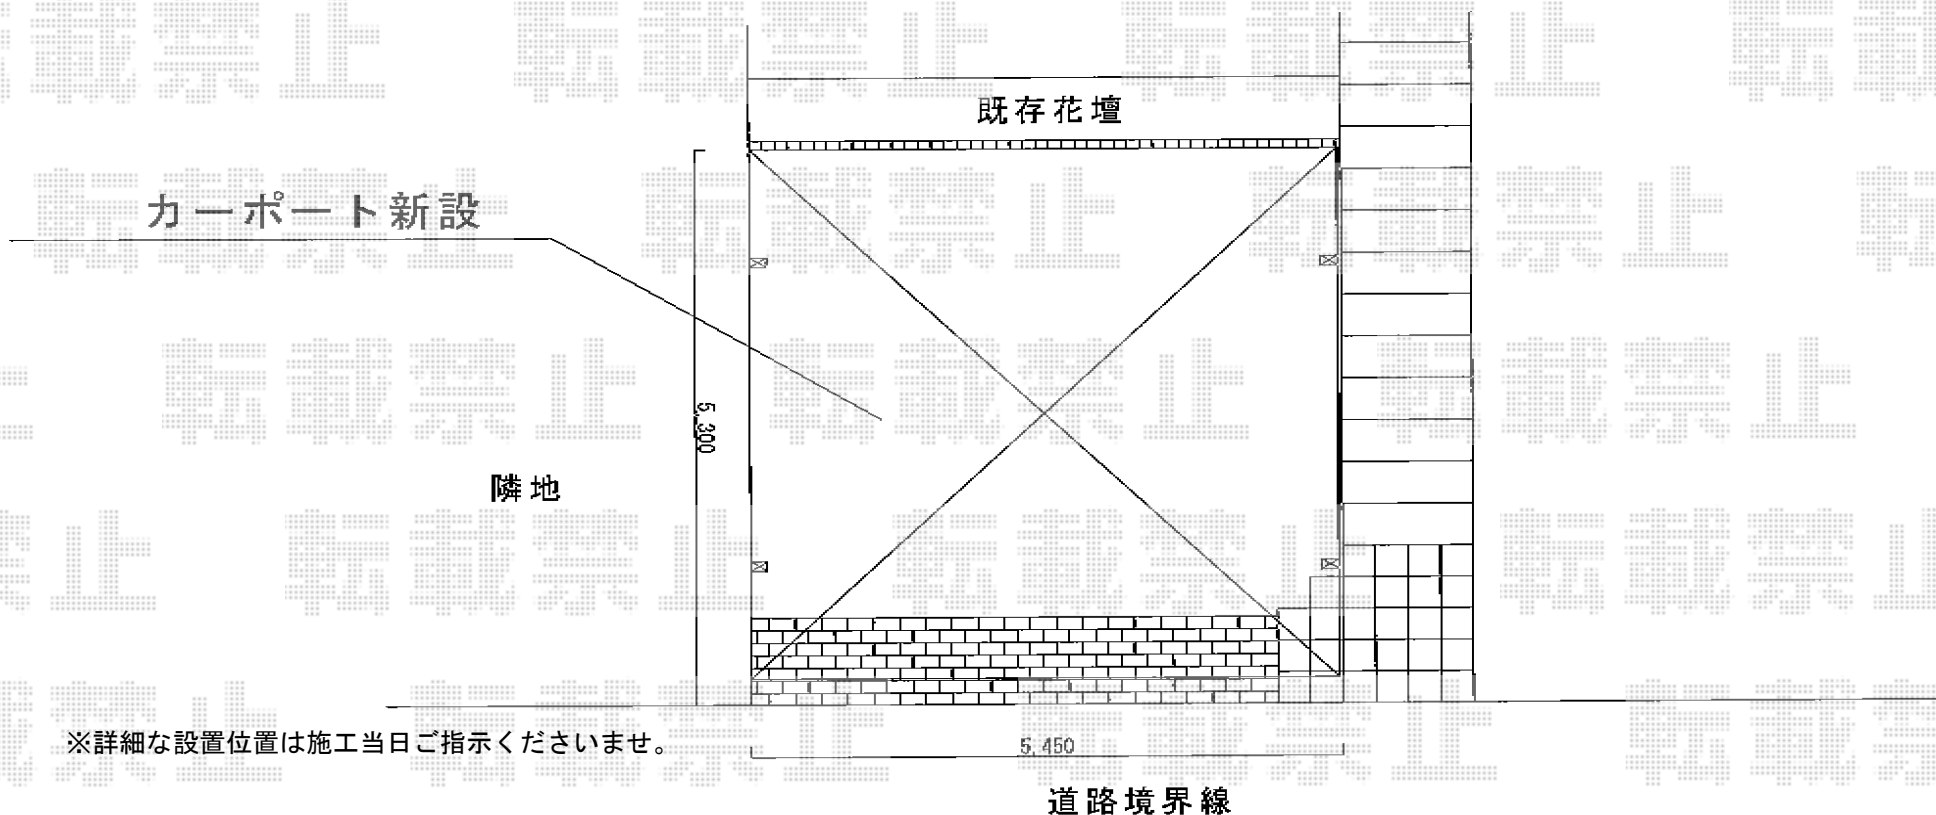 既存花壇
カーポート新設
5,300
隣地
※詳細な設置位置は施工当日ご指示くださいませ。
5,450
道路境界線
転載禁止